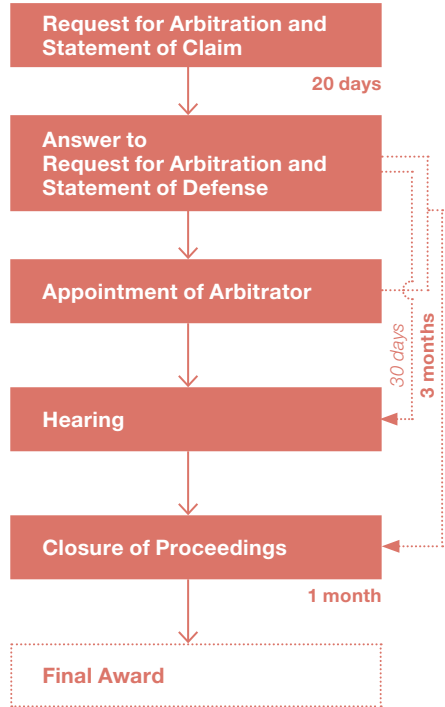 Request for Arbitration and
Statement of Claim
20 days
Answer to
Request for Arbitration and
Statement of Defense
Appointment of Arbitrator
30 days
3 months
Hearing
Closure of Proceedings
1 month
Final Award